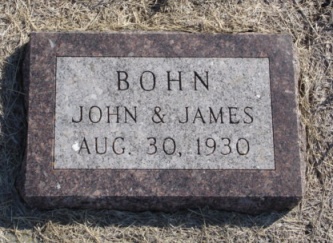 BOHN
JOHN & JAMES
AUG. 30, 1930